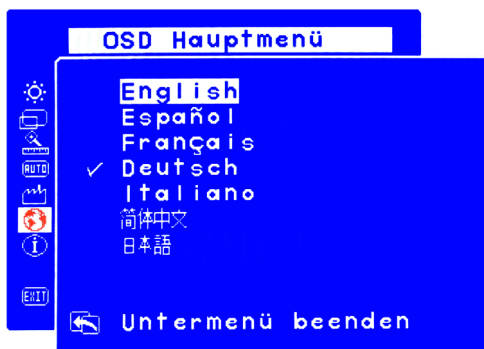 OSD Hauptmenü
English
Español
Français
AUTO
✓ Deutsch
Italiano
简体中文
日本語
EXIT
Untermenü beenden